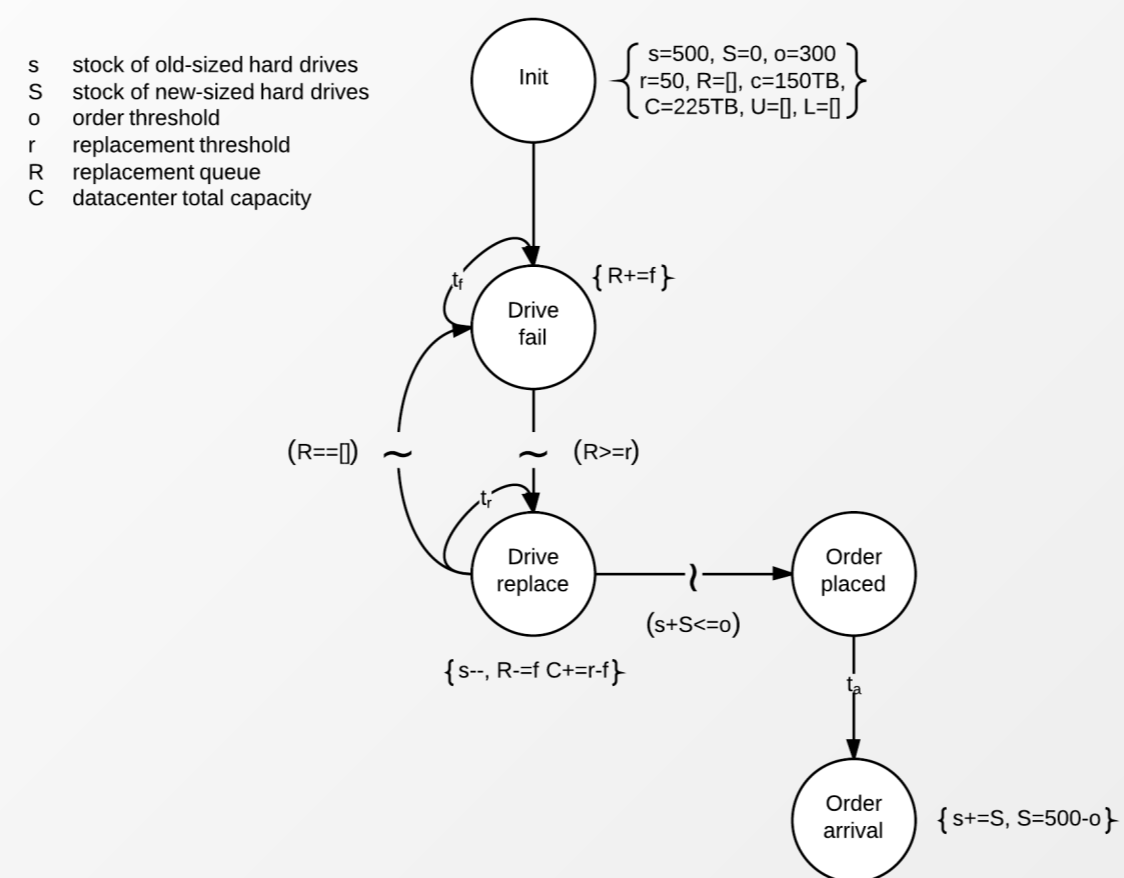 s stock of old-sized hard drives
S stock of new-sized hard drives
o order threshold
r replacement threshold
R replacement queue
C datacenter total capacity
Init
{ s=500, S=0, o=300
r=50, R=[], c=150TB,
C=225TB, U=[], L=[] }
tf
Drive
fail
{ R+=f }
(R==[])
~
~
(R>=r)
tr
Drive
replace
{ s--, R-=f C+=r-f }
~
(s+S<=o)
Order
placed
ta
Order
arrival
{ s+=S, S=500-o }